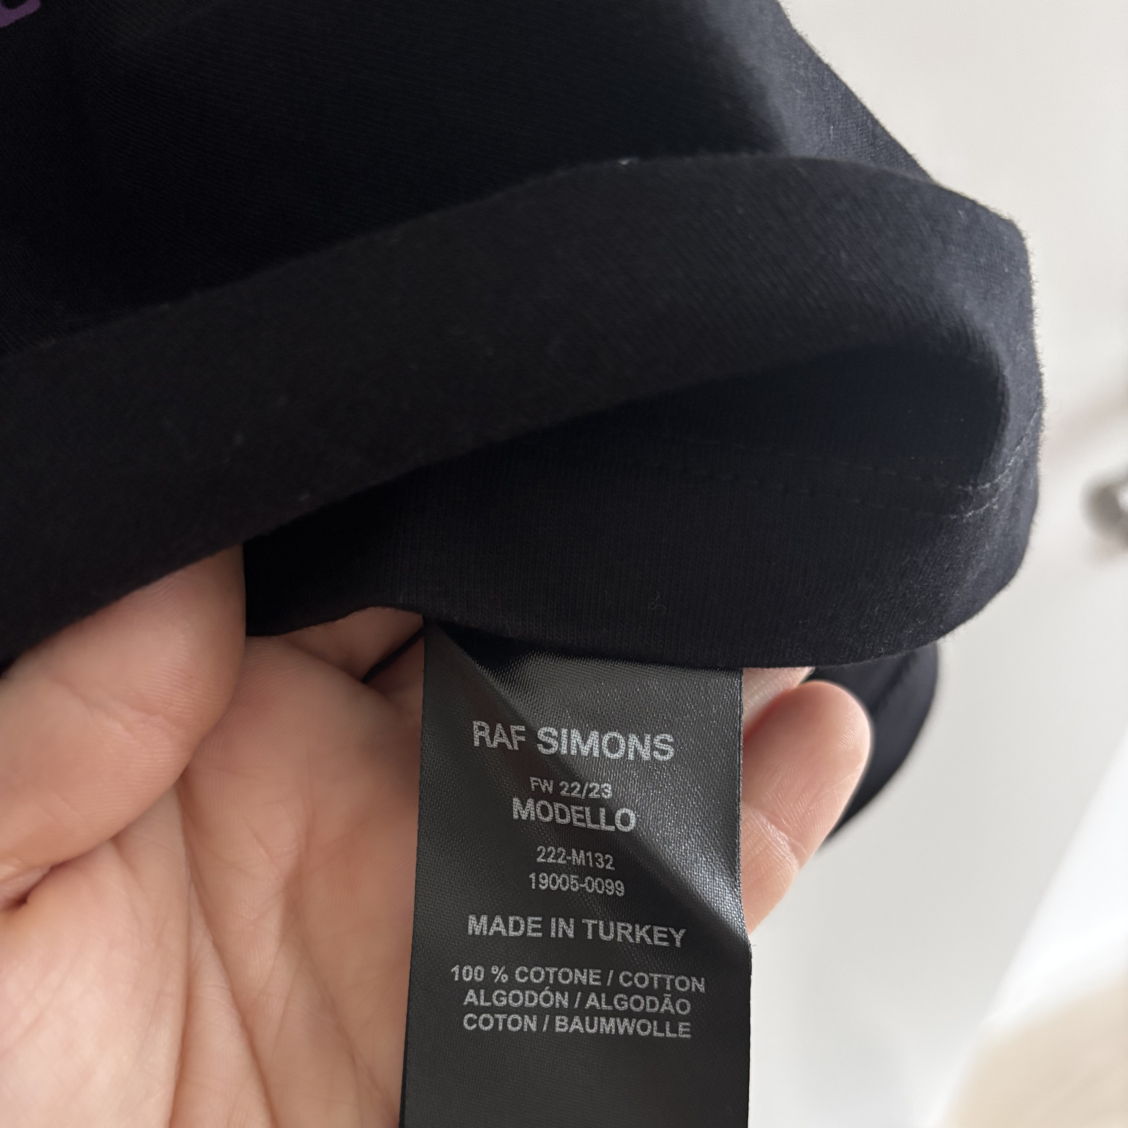 RAF SIMONS
FW 22/23
MODELLO
222-M132
19005-0099
MADE IN TURKEY
100 % COTONE / COTTON
ALGODÓN / ALGODÃO
COTON / BAUMWOLLE